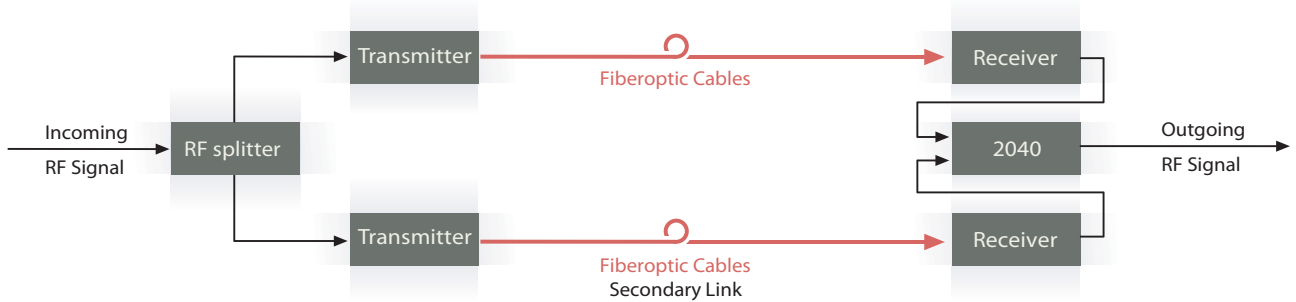 Transmitter
Fiberoptic Cables
Receiver
Incoming
RF Signal
RF splitter
2040
Outgoing
RF Signal
Transmitter
Fiberoptic Cables
Secondary Link
Receiver